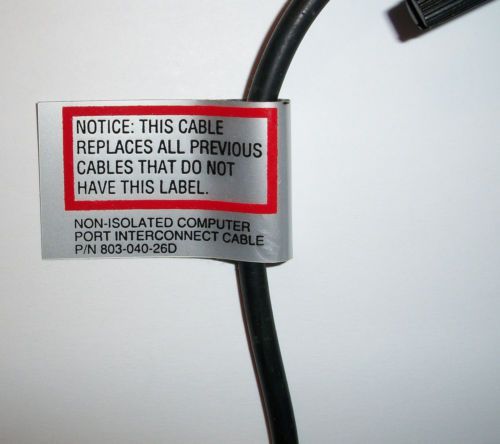 NOTICE: THIS CABLE
REPLACES ALL PREVIOUS
CABLES THAT DO NOT
HAVE THIS LABEL.
NON-ISOLATED COMPUTER
PORT INTERCONNECT CABLE
P/N 803-040-26D